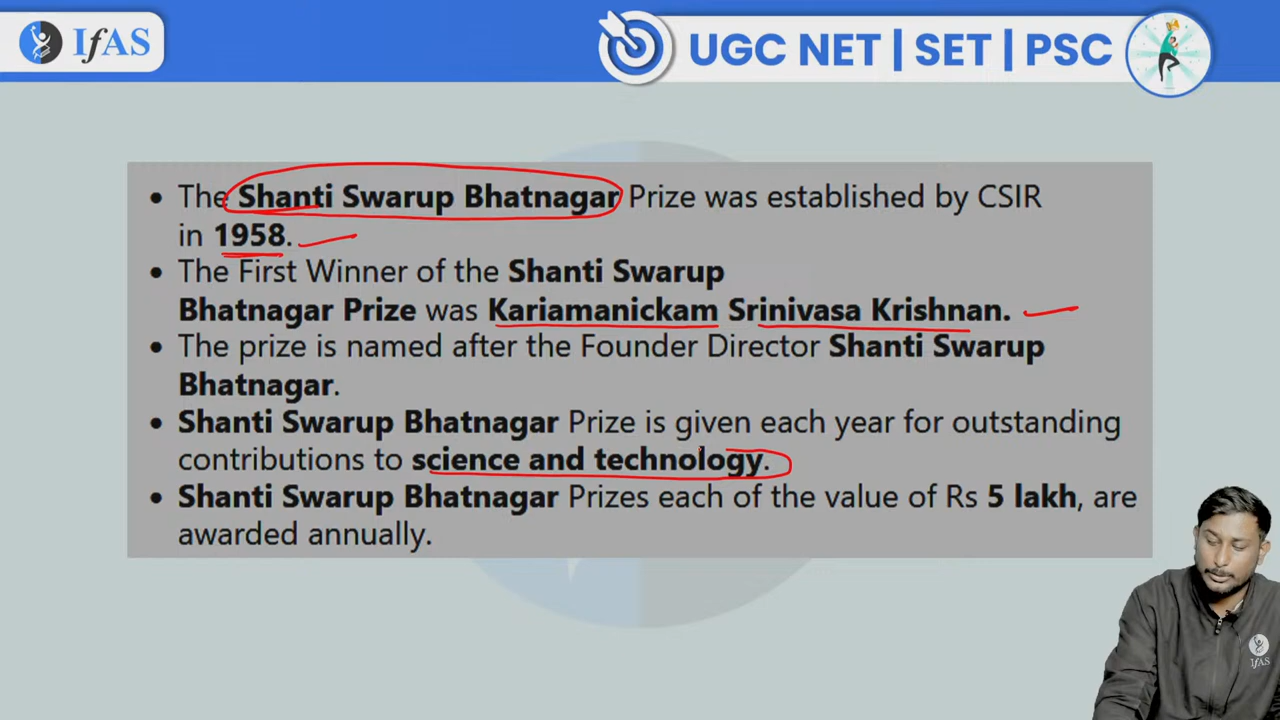 IfAS
UGC NET | SET | PSC
• The Shanti Swarup Bhatnagar Prize was established by CSIR
in 1958.
• The First Winner of the Shanti Swarup
Bhatnagar Prize was Kariamanickam Srinivasa Krishnan.
• The prize is named after the Founder Director Shanti Swarup
Bhatnagar.
• Shanti Swarup Bhatnagar Prize is given each year for outstanding
contributions to science and technology.
• Shanti Swarup Bhatnagar Prizes each of the value of Rs 5 lakh, are
awarded annually.
IfAS